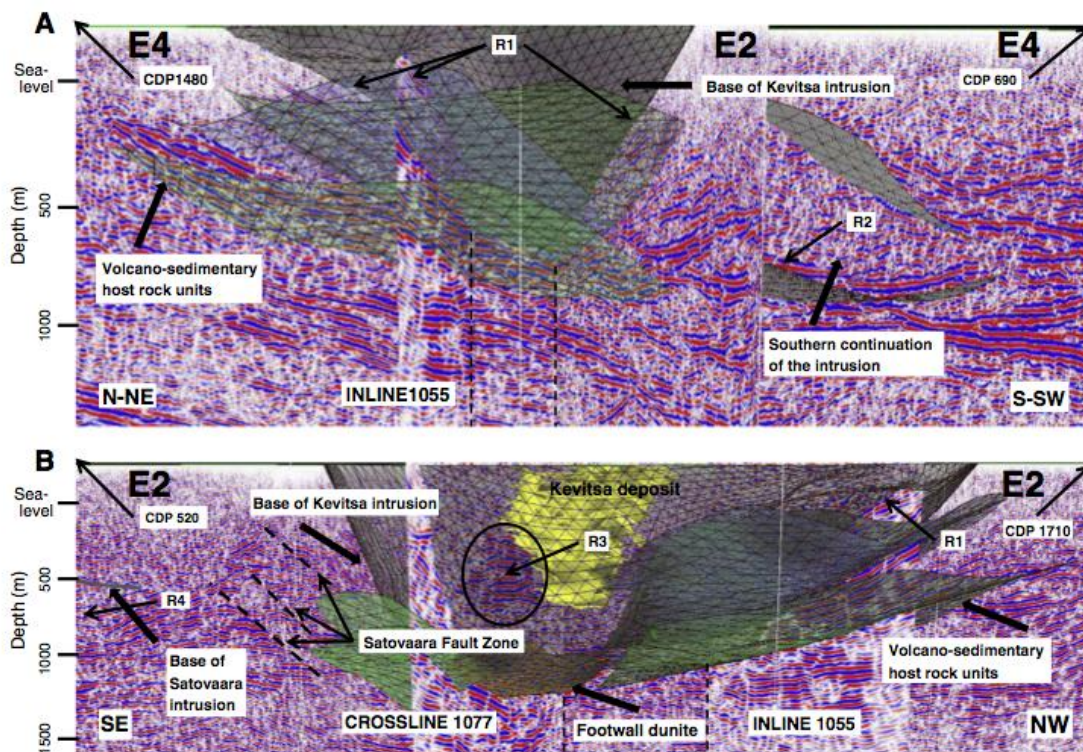 A
E4
R1
E2
E4
Sea-
level
CDP1480
Base of Kevitsa intrusion
CDP 690
Depth (m)
500
1000
R2
Volcano-sedimentary
host rock units
Southern continuation
of the intrusion
N-NE
INLINE1055
S-SW
B
E2
Kevitsa deposit
E2
Sea-
level
CDP 520
Base of Kevitsa intrusion
R3
R1
CDP 1710
Depth (m)
500
1000
1500
R4
Satovaara Fault Zone
Base of
Satovaara
intrusion
Volcano-sedimentary
host rock units
SE
CROSSLINE 1077
Footwall dunite
INLINE 1055
NW